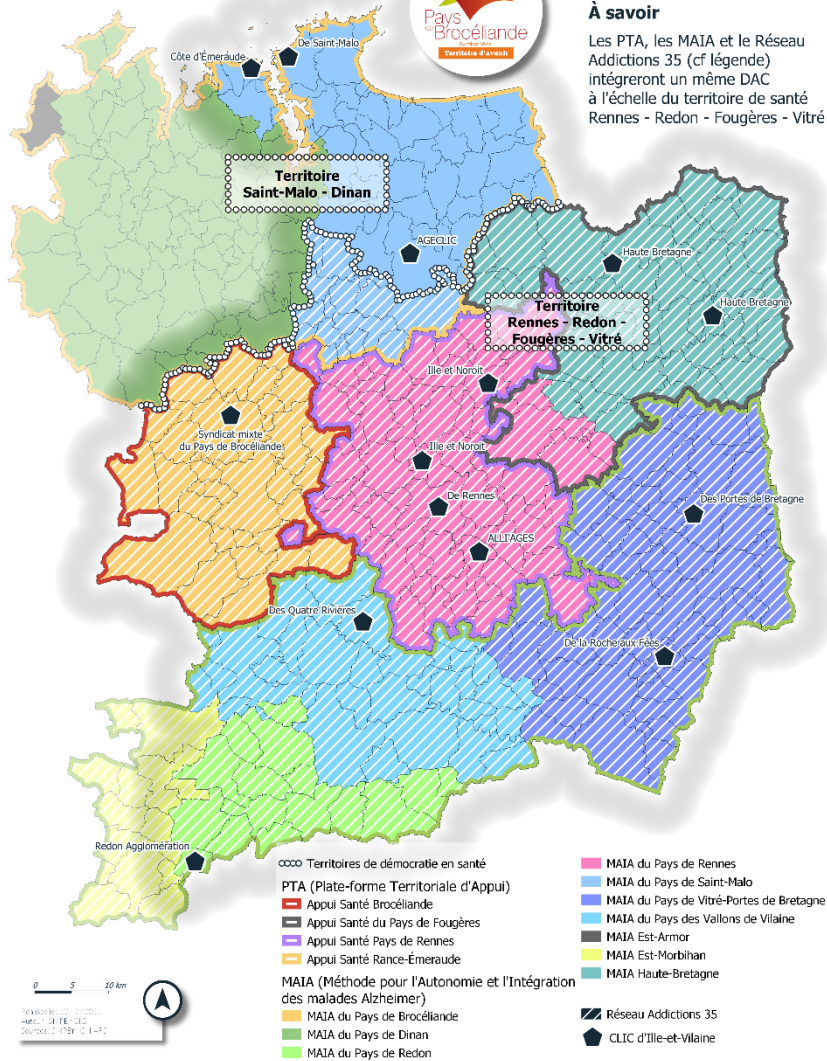 Pays
de Brocéliande
Syndicat Mixte
Territoire d'avenir
À savoir
Les PTA, les MAIA et le Réseau
Addictions 35 (cf légende)
intégreront un même DAC
à l'échelle du territoire de santé
Rennes - Redon - Fougères - Vitré
De Saint-Malo
Côte d'Émeraude
Territoire
Saint-Malo - Dinan
AGECLIC
Haute Bretagne
Haute Bretagne
Territoire
Rennes - Redon -
Fougères - Vitré
Ille et Noroit
Syndicat mixte
du Pays de Brocéliande
Ille et Noroit
De Rennes
Des Portes de Bretagne
ALLI'AGES
Des Quatre Rivières
De la Roche aux Fées
Redon Agglomération
Territoires de démocratie en santé
PTA (Plate-forme Territoriale d'Appui)
Appui Santé Brocéliande
Appui Santé du Pays de Fougères
Appui Santé Pays de Rennes
Appui Santé Rance-Émeraude
MAIA (Méthode pour l'Autonomie et l'Intégration
des malades Alzheimer)
MAIA du Pays de Brocéliande
MAIA du Pays de Dinan
MAIA du Pays de Redon
MAIA du Pays de Rennes
MAIA du Pays de Saint-Malo
MAIA du Pays de Vitré-Portes de Bretagne
MAIA du Pays des Vallons de Vilaine
MAIA Est-Armor
MAIA Est-Morbihan
MAIA Haute-Bretagne
Réseau Addictions 35
CLIC d'Ille-et-Vilaine
0 5 10 km